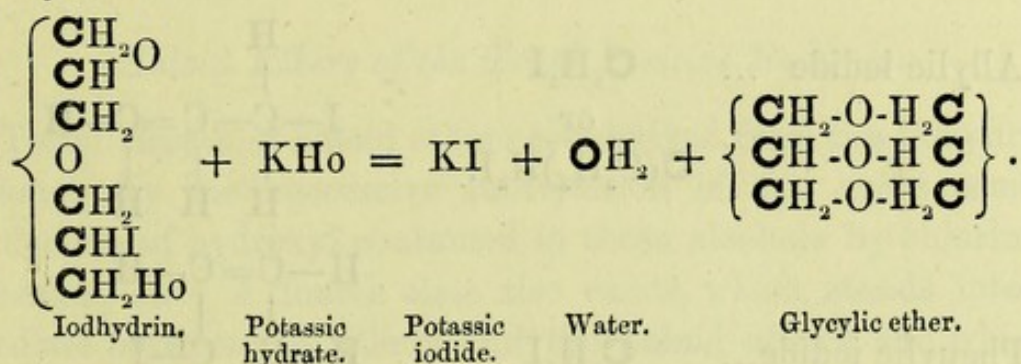 CH₂O
CH
CH₂
O + KHo = KI + OH₂ + { CH₂-O-H₂C
CH -O-H C
CH₂-O-H₂C } .
CH₂
CHI
CH₂Ho
Iodhydrin. Potassic hydrate. Potassic iodide. Water. Glycylic ether.